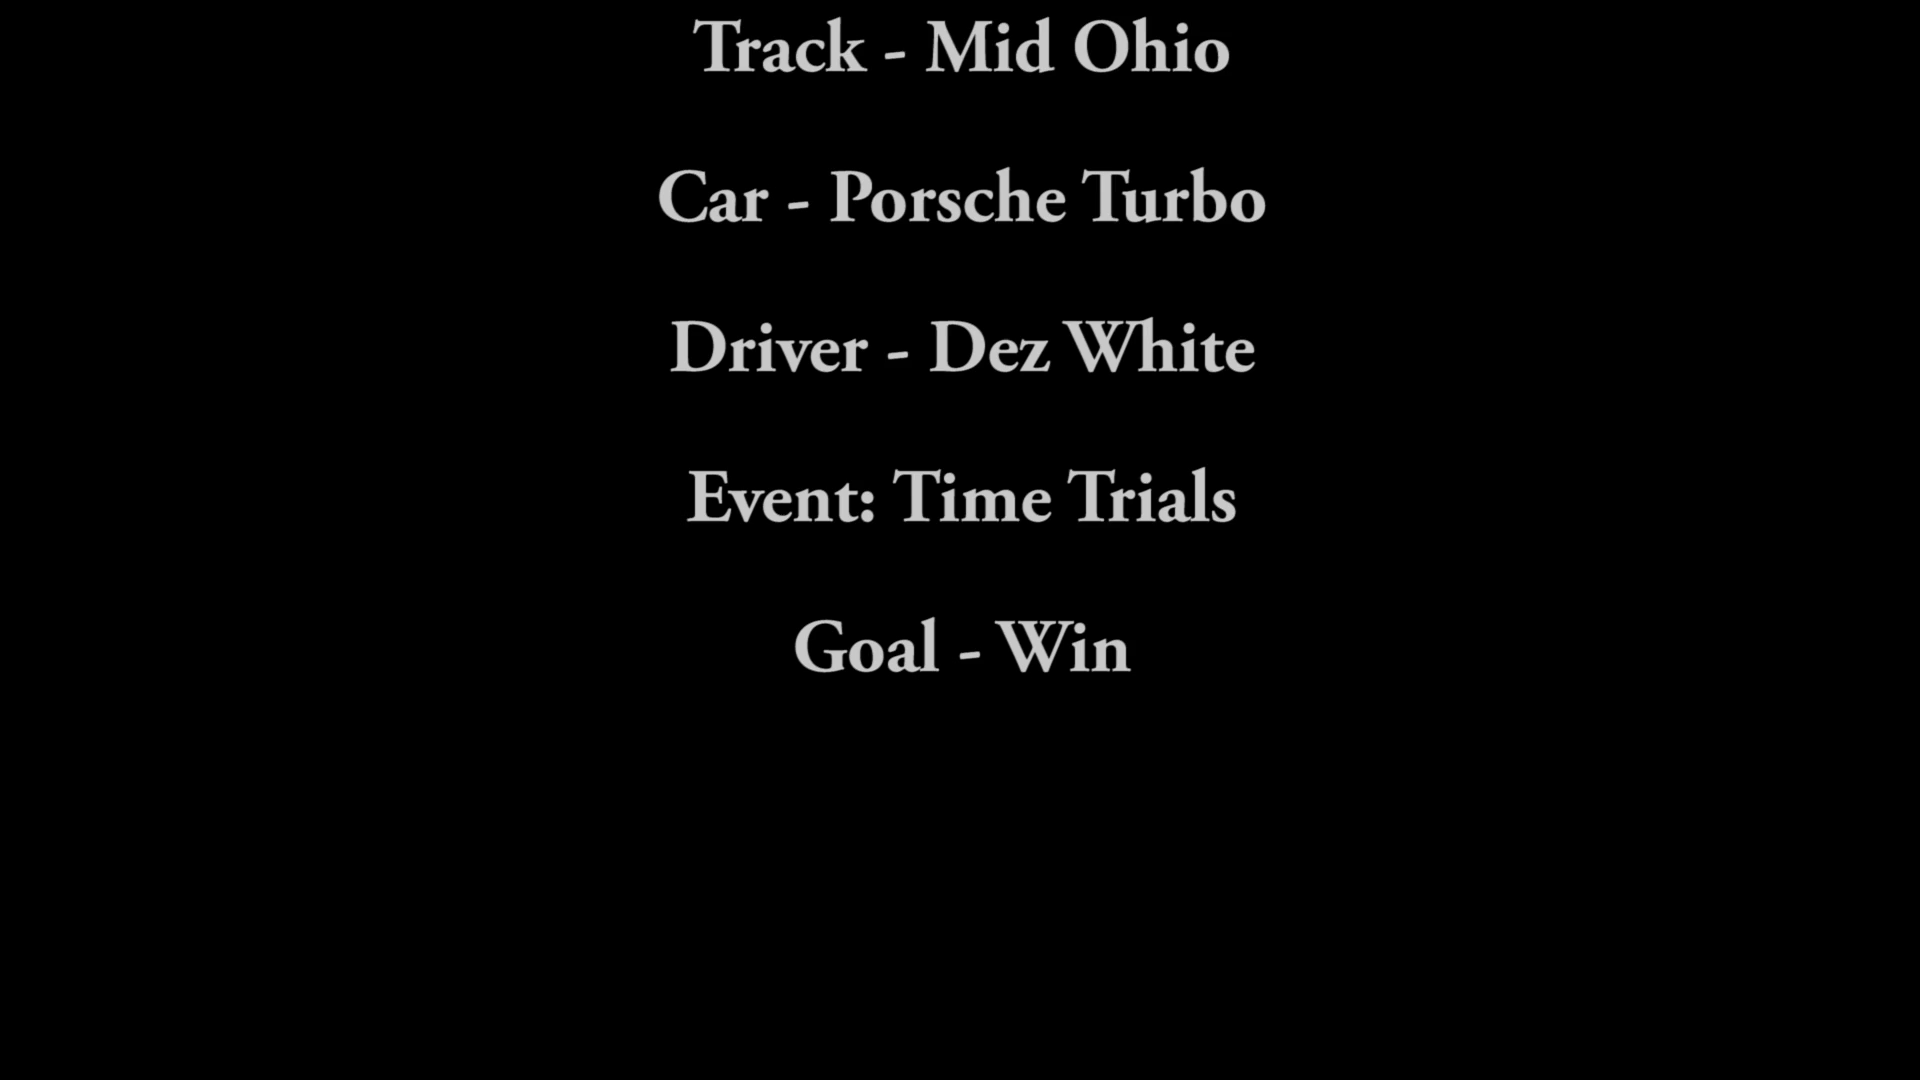 Track - Mid Ohio
Car - Porsche Turbo
Driver - Dez White
Event: Time Trials
Goal - Win